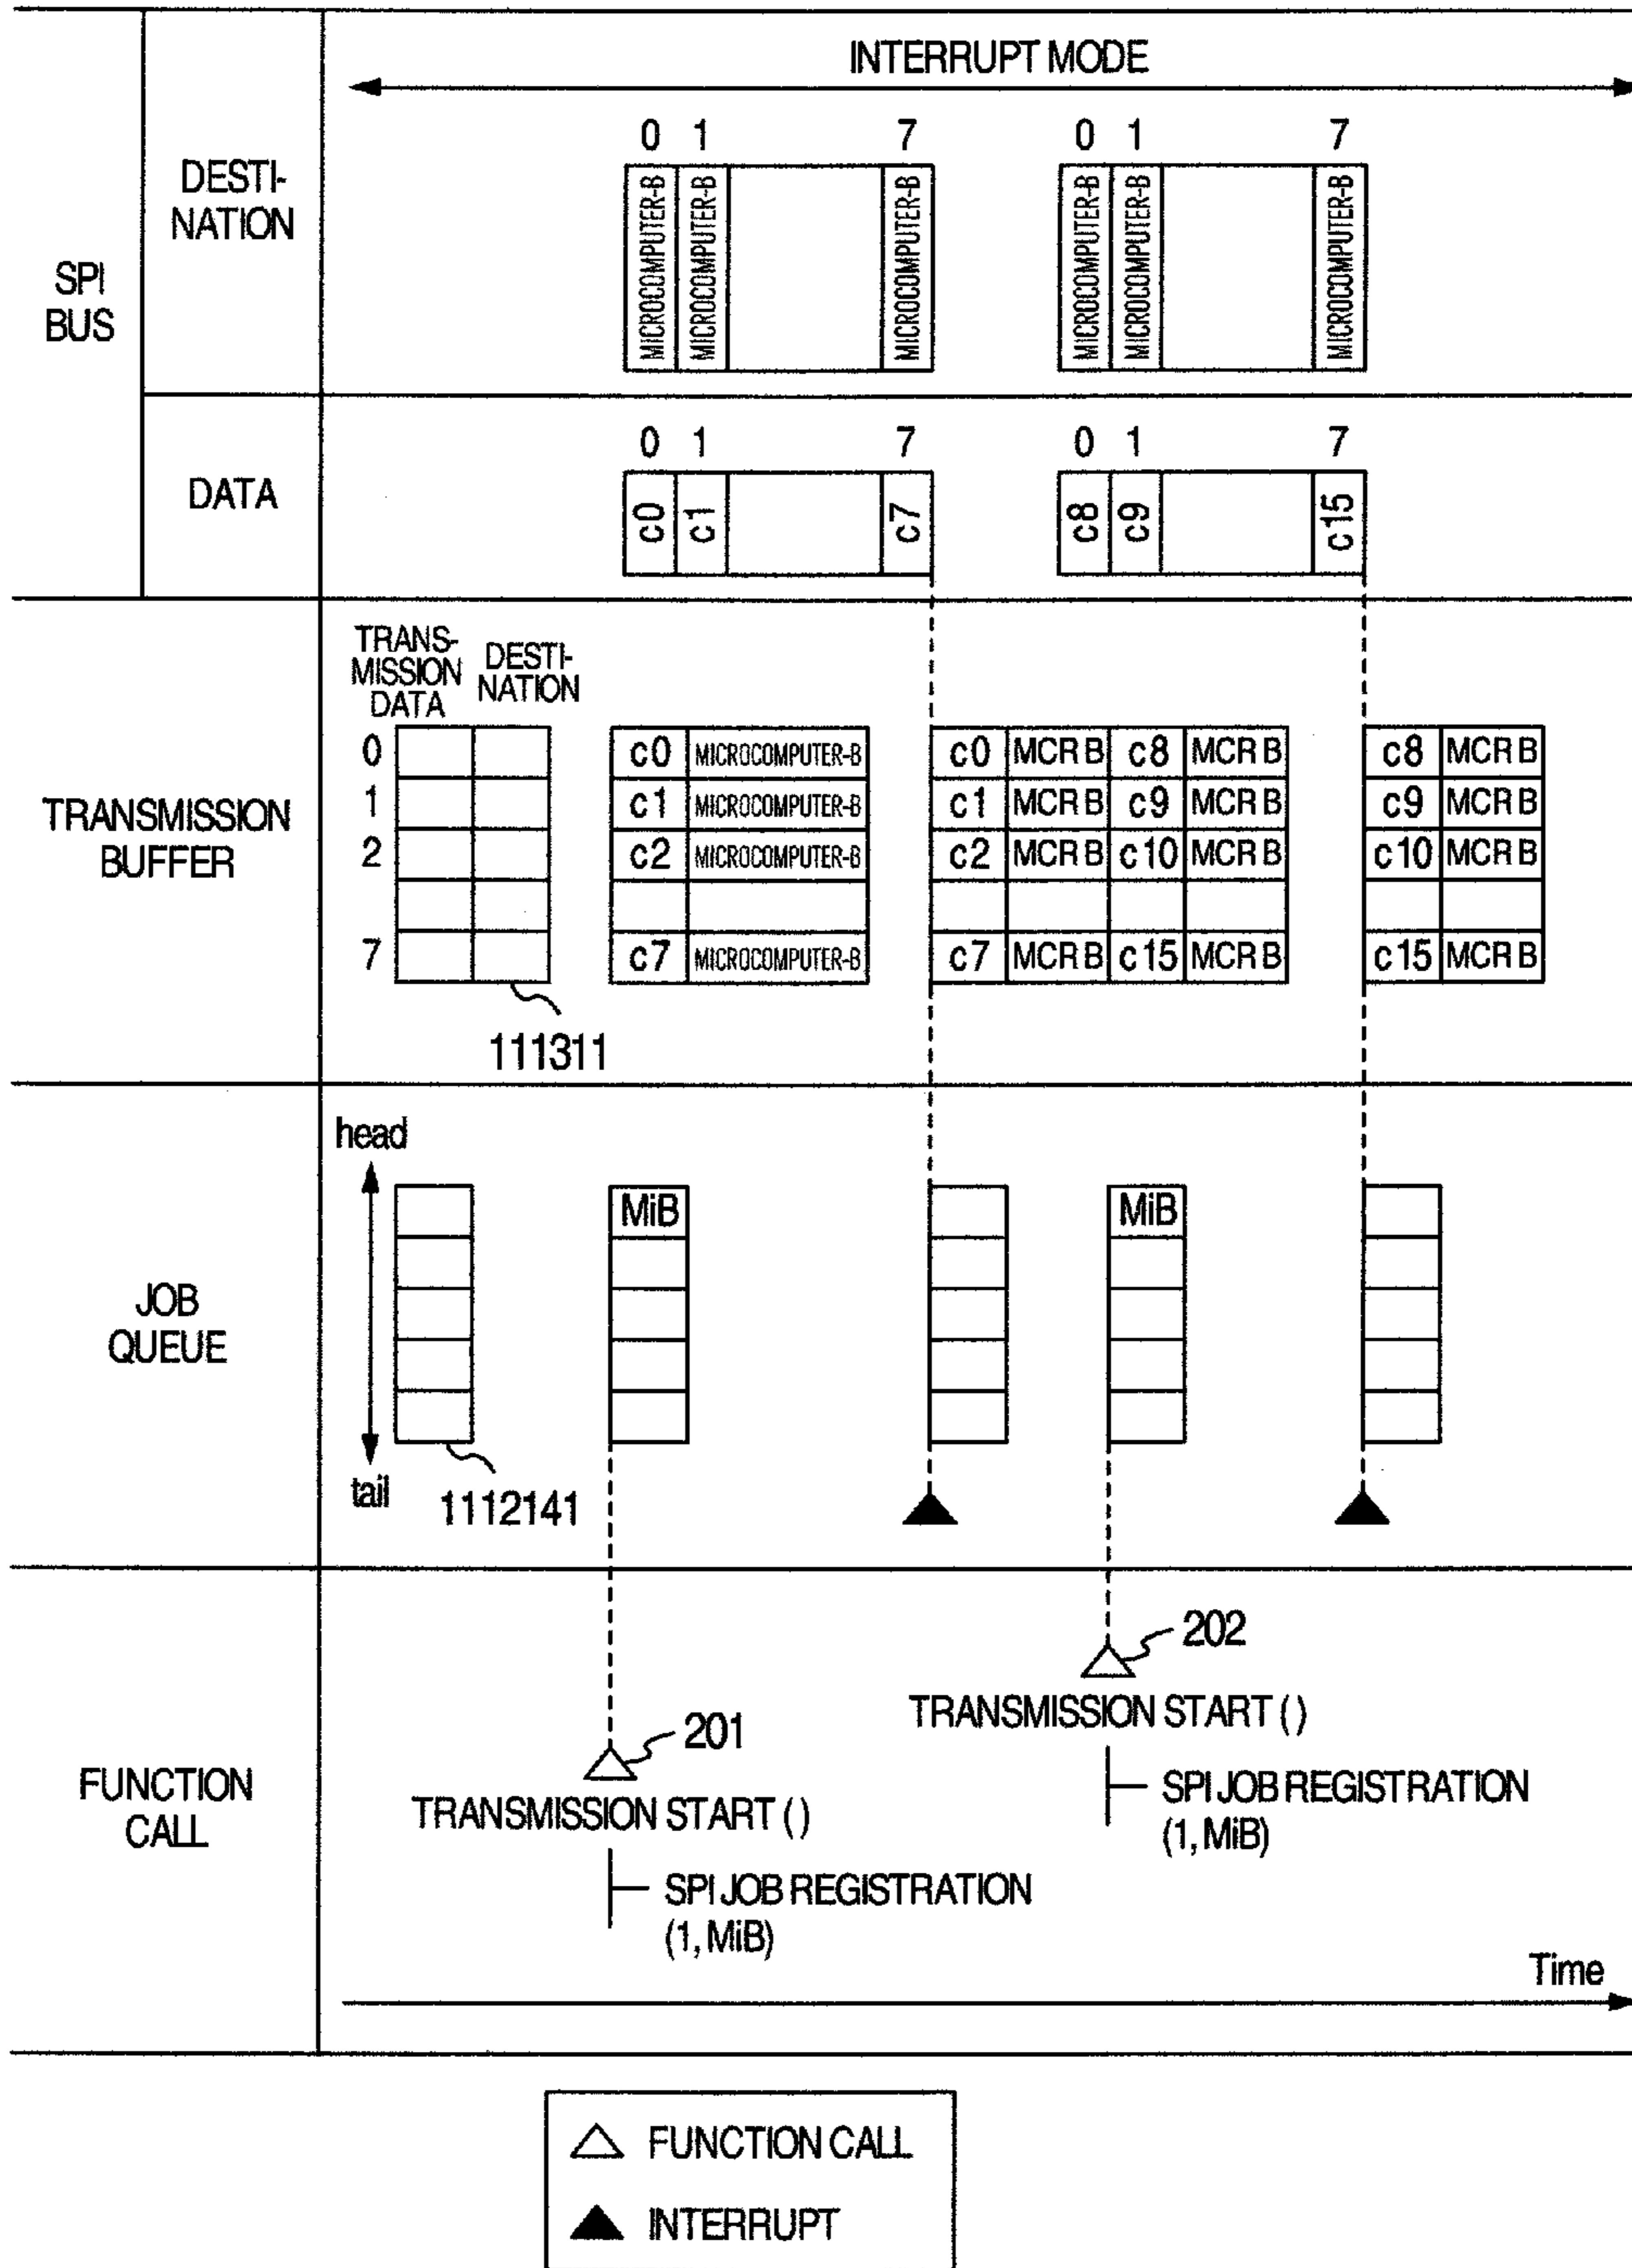 INTERRUPT MODE
SPI
BUS
DESTI-
NATION
0 1 7 0 1 7
MICROCOMPUTER-B MICROCOMPUTER-B MICROCOMPUTER-B MICROCOMPUTER-B MICROCOMPUTER-B MICROCOMPUTER-B
DATA
0 1 7 0 1 7
c0 c1 c7 c8 c9 c15
TRANSMISSION
BUFFER
TRANS-
MISSION
DATA
DESTI-
NATION
0 c0 MICROCOMPUTER-B c0 MCR B c8 MCR B c8 MCR B
1 c1 MICROCOMPUTER-B c1 MCR B c9 MCR B c9 MCR B
2 c2 MICROCOMPUTER-B c2 MCR B c10 MCR B c10 MCR B
7 c7 MICROCOMPUTER-B c7 MCR B c15 MCR B c15 MCR B
111311
JOB
QUEUE
head
MiB MiB
tail
1112141
FUNCTION
CALL
202
TRANSMISSION START ( )
SPI JOB REGISTRATION
(1, MiB)
201
TRANSMISSION START ( )
SPI JOB REGISTRATION
(1, MiB)
Time
FUNCTION CALL
INTERRUPT